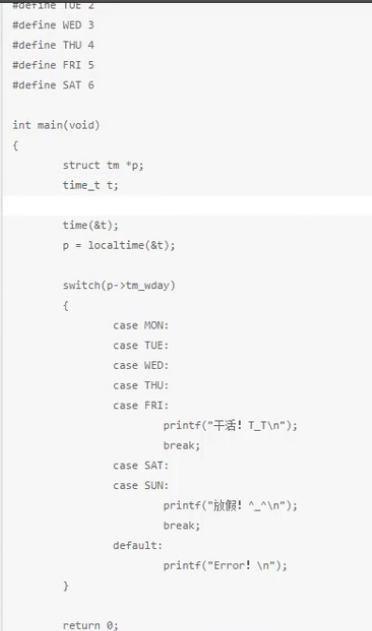 #define TUE 2
#define WED 3
#define THU 4
#define FRI 5
#define SAT 6
int main(void)
{
struct tm *p;
time_t t;
time(&t);
p = localtime(&t);
switch(p->tm_wday)
{
case MON:
case TUE:
case WED:
case THU:
case FRI:
printf("干活! T_T\n");
break;
case SAT:
case SUN:
printf("放假! ^_^\n");
break;
default:
printf("Error! \n");
}
return 0;